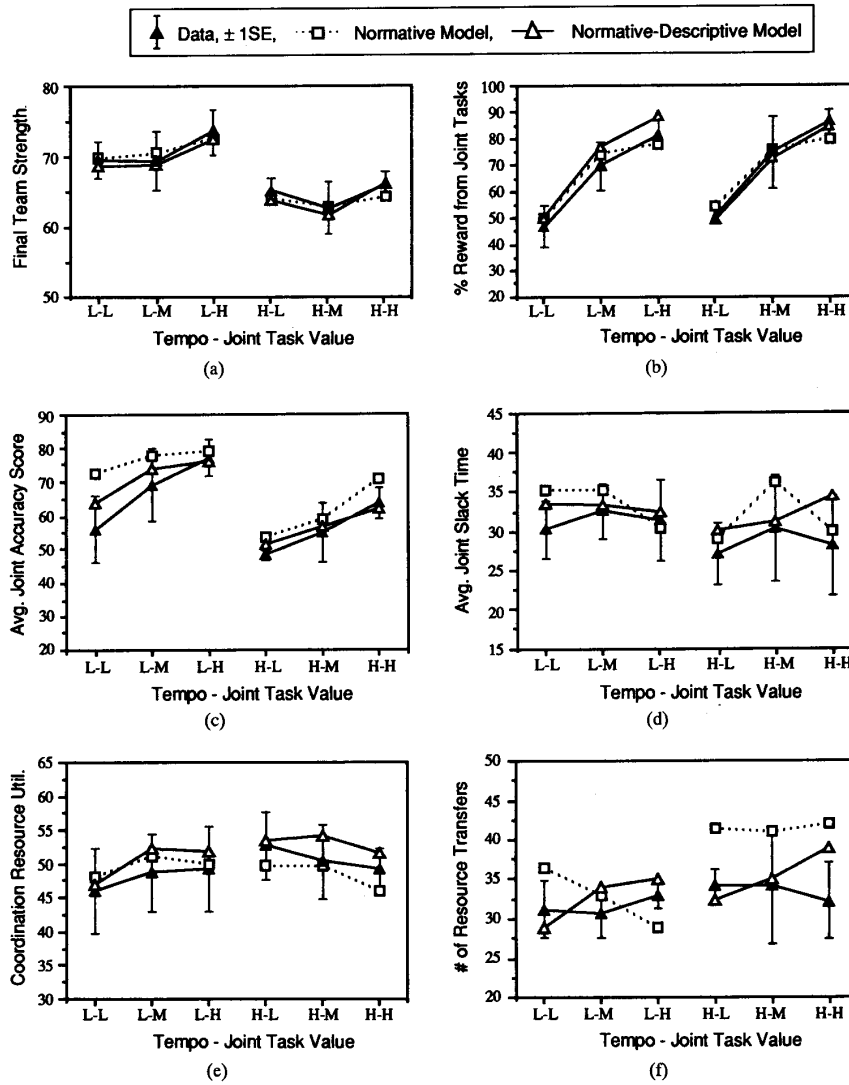 Data, ± 1SE, Normative Model, Normative-Descriptive Model
Final Team Strength.
80
70
60
50
L-L L-M L-H H-L H-M H-H
Tempo - Joint Task Value
(a)
% Reward from Joint Tasks
100
90
80
70
60
50
40
30
20
L-L L-M L-H H-L H-M H-H
Tempo - Joint Task Value
(b)
Avg. Joint Accuracy Score
90
80
70
60
50
40
30
20
L-L L-M L-H H-L H-M H-H
Tempo - Joint Task Value
(c)
Avg. Joint Slack Time
45
40
35
30
25
20
15
L-L L-M L-H H-L H-M H-H
Tempo - Joint Task Value
(d)
Coordination Resource Util.
65
60
55
50
45
40
35
30
L-L L-M L-H H-L H-M H-H
Tempo - Joint Task Value
(e)
# of Resource Transfers
50
45
40
35
30
25
20
L-L L-M L-H H-L H-M H-H
Tempo - Joint Task Value
(f)